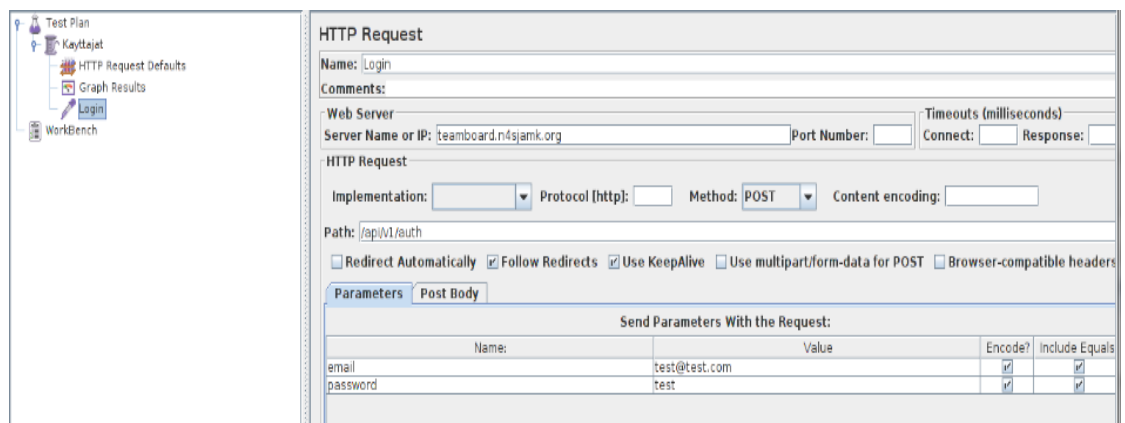 Test Plan
Kayttajat
HTTP Request Defaults
Graph Results
Login
WorkBench
HTTP Request
Name: Login
Comments:
Web Server
Server Name or IP: teamboard.n4sjamk.org Port Number:
Timeouts (milliseconds)
Connect: Response:
HTTP Request
Implementation: Protocol [http]: Method: POST Content encoding:
Path: /api/v1/auth
Redirect Automatically Follow Redirects Use KeepAlive Use multipart/form-data for POST Browser-compatible headers
Parameters Post Body
Send Parameters With the Request:
Name: Value Encode? Include Equals
email test@test.com
password test